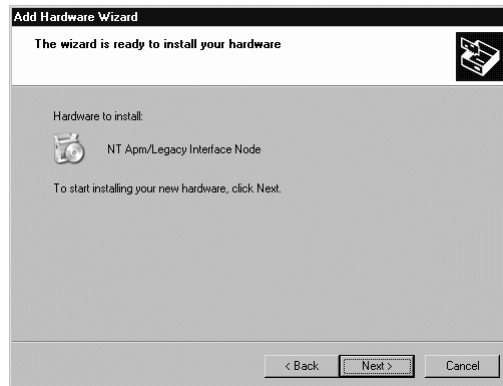 Add Hardware Wizard
The wizard is ready to install your hardware
Hardware to install:
NT Apm/Legacy Interface Node
To start installing your new hardware, click Next.
< Back
Next >
Cancel